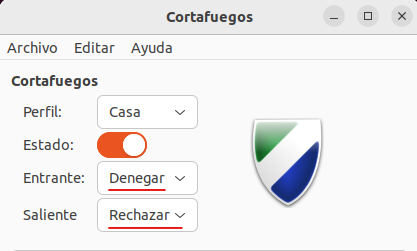 Cortafuegos
Archivo Editar Ayuda
Cortafuegos
Perfil: Casa
Estado:
Entrante: Denegar
Saliente Rechazar